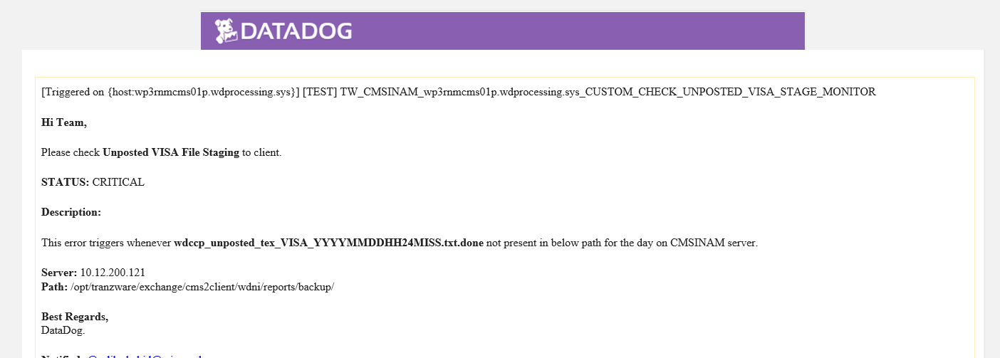 DATADOG
[Triggered on {host:wp3rnmcms01p.wdprocessing.sys}] [TEST] TW_CMSINAM_wp3rnmcms01p.wdprocessing.sys_CUSTOM_CHECK_UNPOSTED_VISA_STAGE_MONITOR
Hi Team,
Please check Unposted VISA File Staging to client.
STATUS: CRITICAL
Description:
This error triggers whenever wdccp_unposted_tex_VISA_YYYYMMDDHH24MISS.txt.done not present in below path for the day on CMSINAM server.
Server: 10.12.200.121
Path: /opt/tranzware/exchange/cms2client/wdni/reports/backup/
Best Regards,
DataDog.